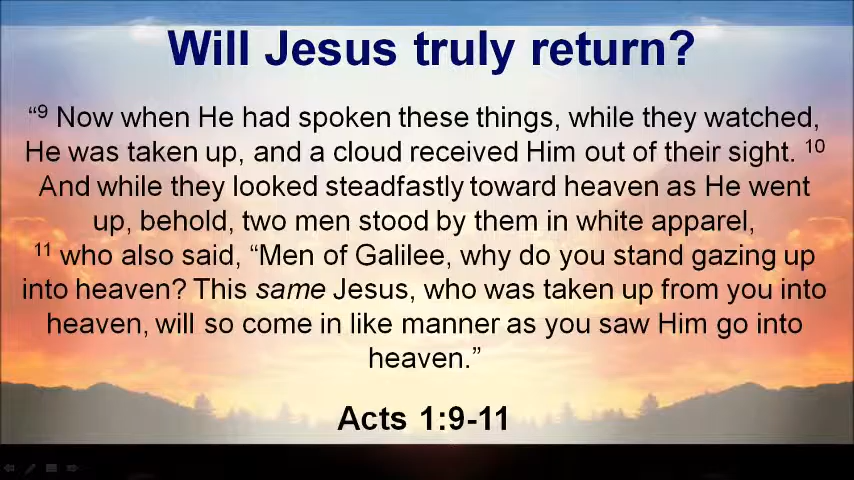 Will Jesus truly return?
“9 Now when He had spoken these things, while they watched,
He was taken up, and a cloud received Him out of their sight. 10
And while they looked steadfastly toward heaven as He went
up, behold, two men stood by them in white apparel,
11 who also said, “Men of Galilee, why do you stand gazing up
into heaven? This same Jesus, who was taken up from you into
heaven, will so come in like manner as you saw Him go into
heaven.”
Acts 1:9-11